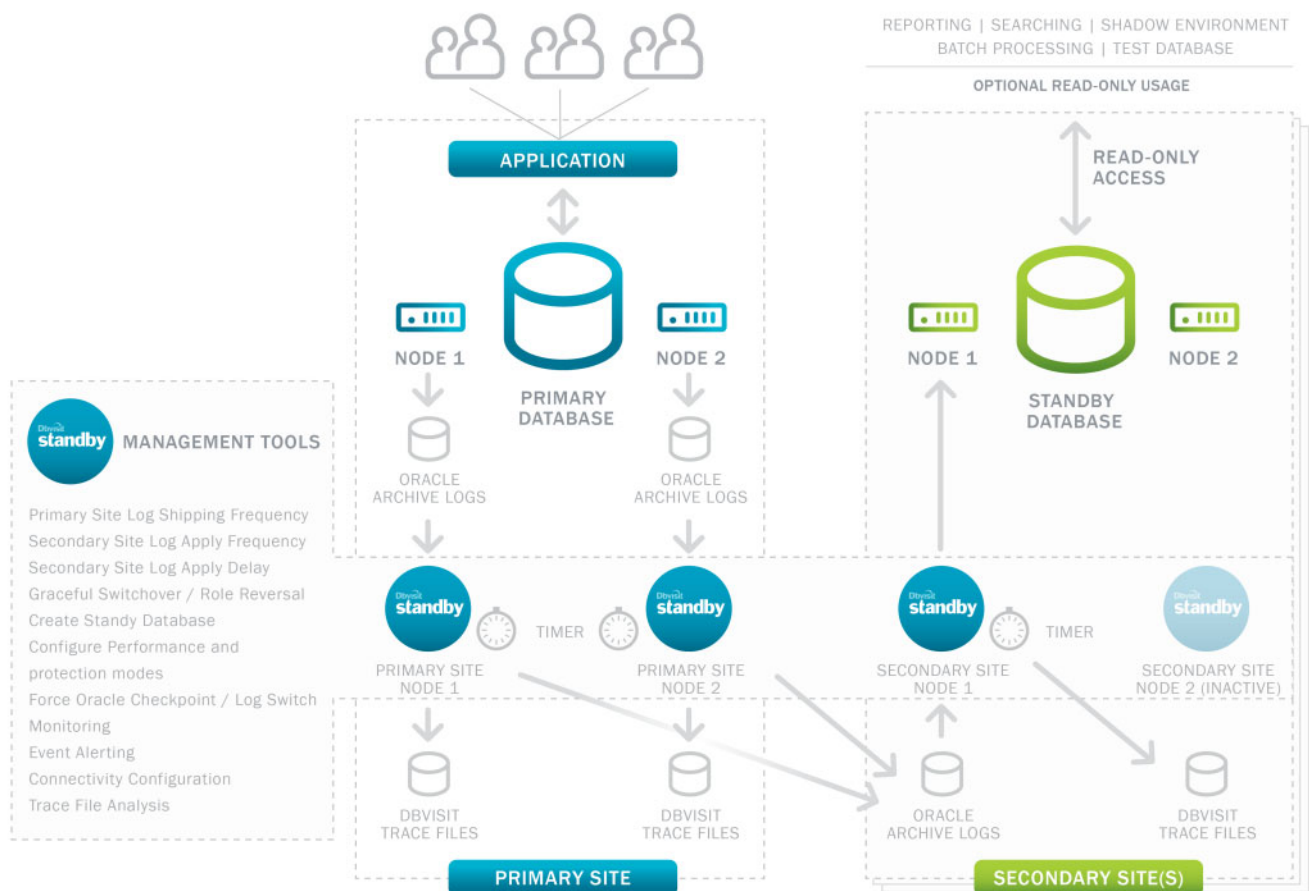 REPORTING | SEARCHING | SHADOW ENVIRONMENT
BATCH PROCESSING | TEST DATABASE
OPTIONAL READ-ONLY USAGE
APPLICATION
READ-ONLY
ACCESS
NODE 1
NODE 2
PRIMARY
DATABASE
NODE 1
NODE 2
STANDBY
DATABASE
ORACLE
ARCHIVE LOGS
ORACLE
ARCHIVE LOGS
Dbvisit
standby
MANAGEMENT TOOLS
Primary Site Log Shipping Frequency
Secondary Site Log Apply Frequency
Secondary Site Log Apply Delay
Graceful Switchover / Role Reversal
Create Standy Database
Configure Performance and
protection modes
Force Oracle Checkpoint / Log Switch
Monitoring
Event Alerting
Connectivity Configuration
Trace File Analysis
Dbvisit
standby
TIMER
Dbvisit
standby
PRIMARY SITE
NODE 1
PRIMARY SITE
NODE 2
Dbvisit
standby
TIMER
Dbvisit
standby
SECONDARY SITE
NODE 1
SECONDARY SITE
NODE 2 (INACTIVE)
DBVISIT
TRACE FILES
DBVISIT
TRACE FILES
ORACLE
ARCHIVE LOGS
DBVISIT
TRACE FILES
PRIMARY SITE
SECONDARY SITE(S)